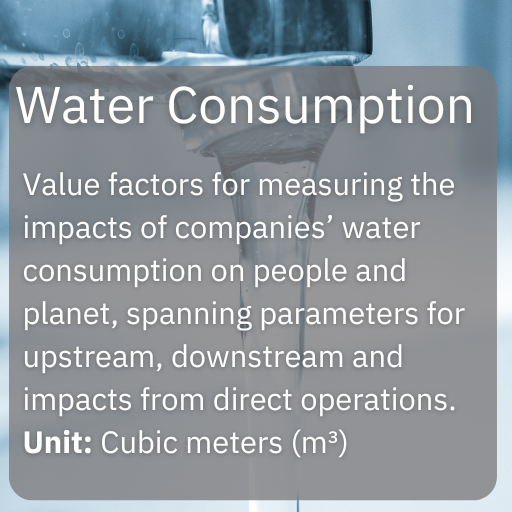 Water Consumption
Value factors for measuring the
impacts of companies’ water
consumption on people and
planet, spanning parameters for
upstream, downstream and
impacts from direct operations.
Unit: Cubic meters (m³)